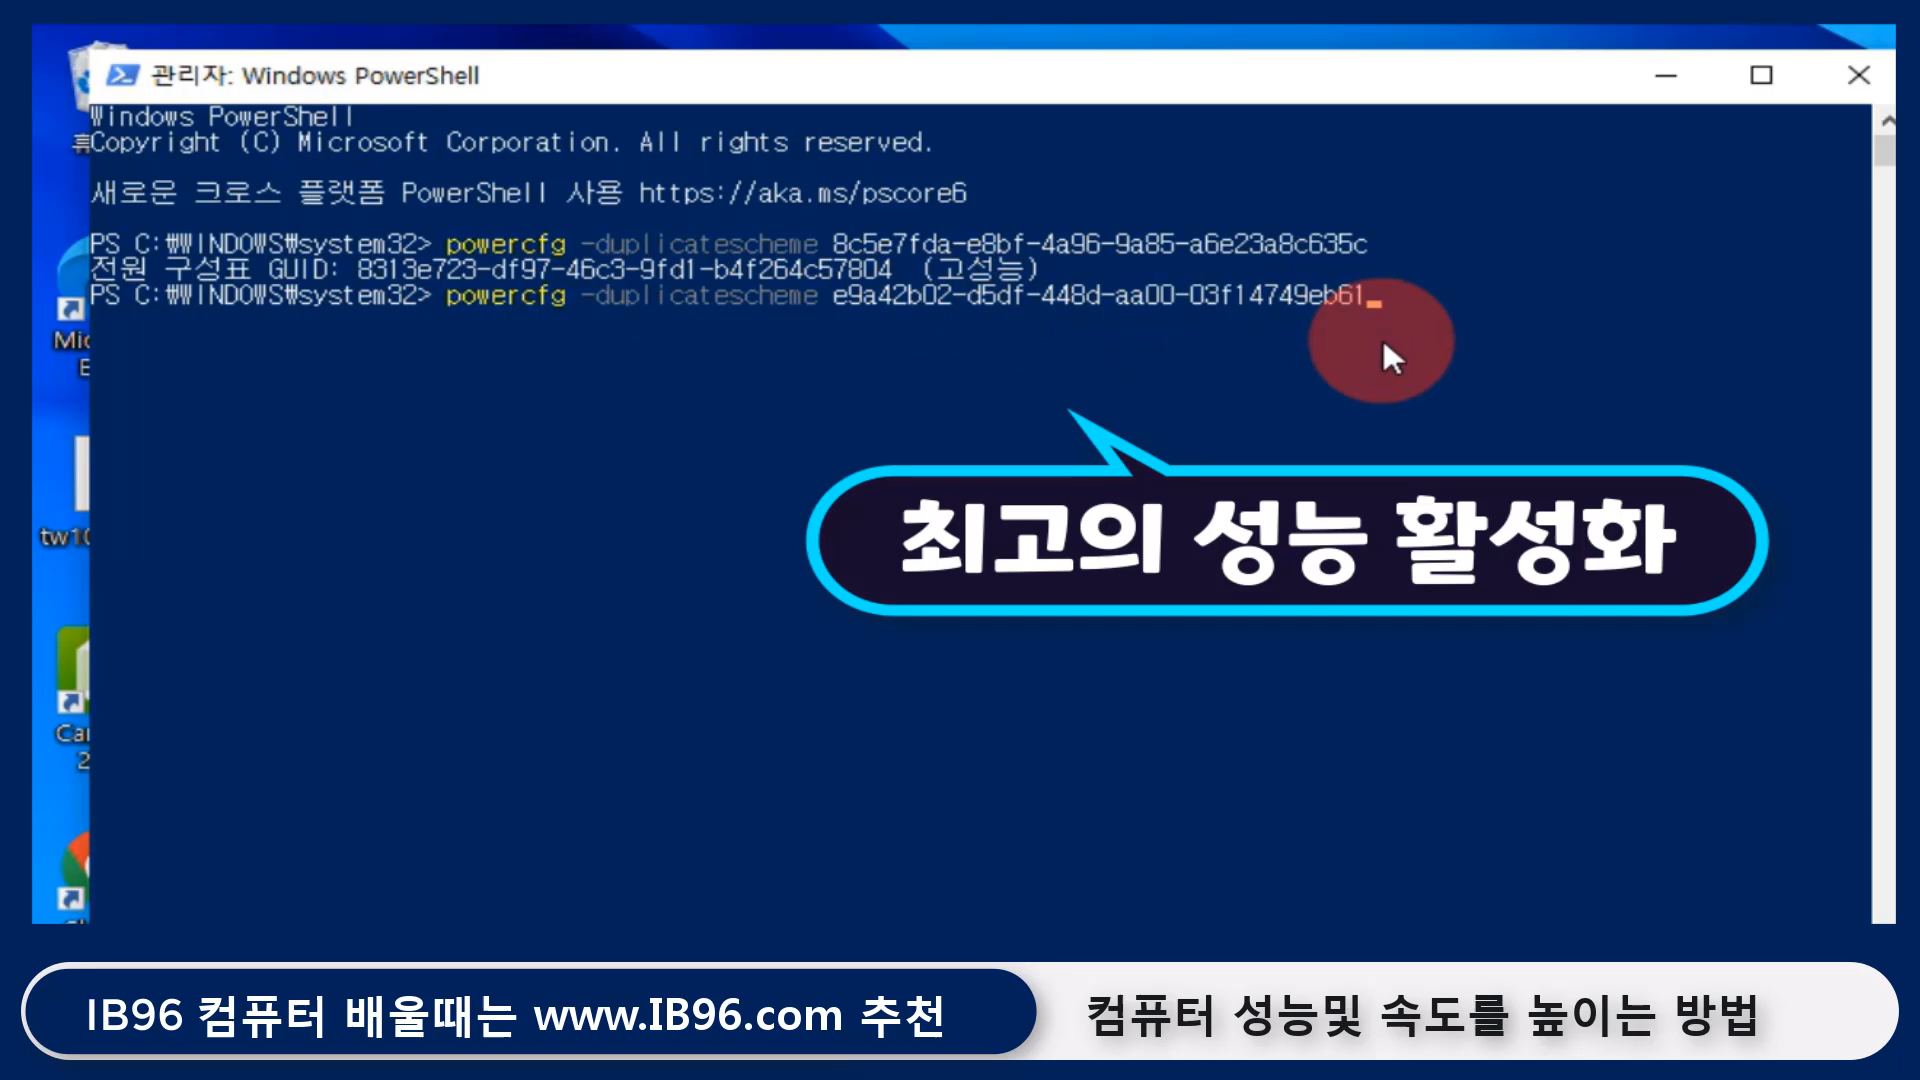 관리자: Windows PowerShell
Windows PowerShell
Copyright (C) Microsoft Corporation. All rights reserved.
새로운 크로스 플랫폼 PowerShell 사용 https://aka.ms/pscore6
PS C:₩WINDOWS₩system32> powercfg -duplicatescheme 8c5e7fda-e8bf-4a96-9a85-a6e23a8c635c
전원 구성표 GUID: 8313e723-df97-46c3-9fd1-b4f264c57804  (고성능)
PS C:₩WINDOWS₩system32> powercfg -duplicatescheme e9a42b02-d5df-448d-aa00-03f14749eb61
최고의 성능 활성화
IB96 컴퓨터 배울때는 www.IB96.com 추천
컴퓨터 성능및 속도를 높이는 방법